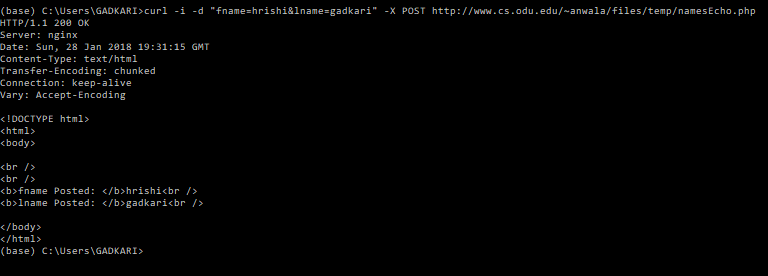 (base) C:\Users\GADKARI>curl -i -d "fname=hrishi&lname=gadkari" -X POST http://www.cs.odu.edu/~anwala/files/temp/namesEcho.php
HTTP/1.1 200 OK
Server: nginx
Date: Sun, 28 Jan 2018 19:31:15 GMT
Content-Type: text/html
Transfer-Encoding: chunked
Connection: keep-alive
Vary: Accept-Encoding
<!DOCTYPE html>
<html>
<body>
<br />
<br />
<b>fname Posted: </b>hrishi<br />
<b>lname Posted: </b>gadkari<br />
</body>
</html>
(base) C:\Users\GADKARI>